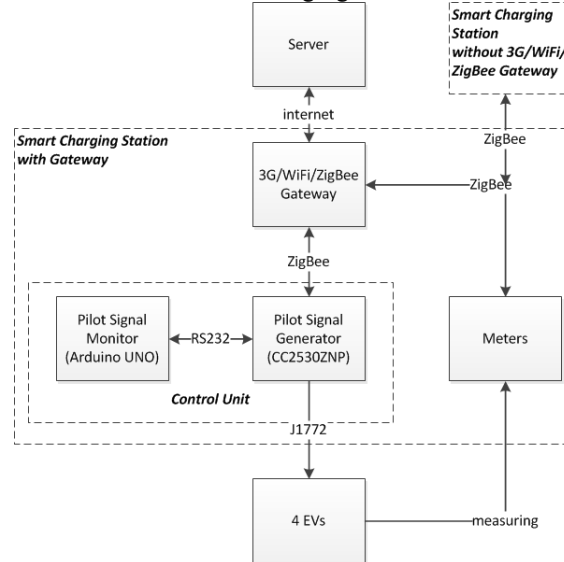 Server
Smart Charging
Station
without 3G/WiFi/
ZigBee Gateway
internet
Smart Charging Station
with Gateway
ZigBee
3G/WiFi/ZigBee
Gateway
ZigBee
ZigBee
Pilot Signal
Monitor
(Arduino UNO)
RS232
Pilot Signal
Generator
(CC2530ZNP)
Meters
Control Unit
J1772
4 EVs
measuring